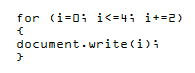 for (i=0; i<=4; i+=2)
{
document.write(i);
}